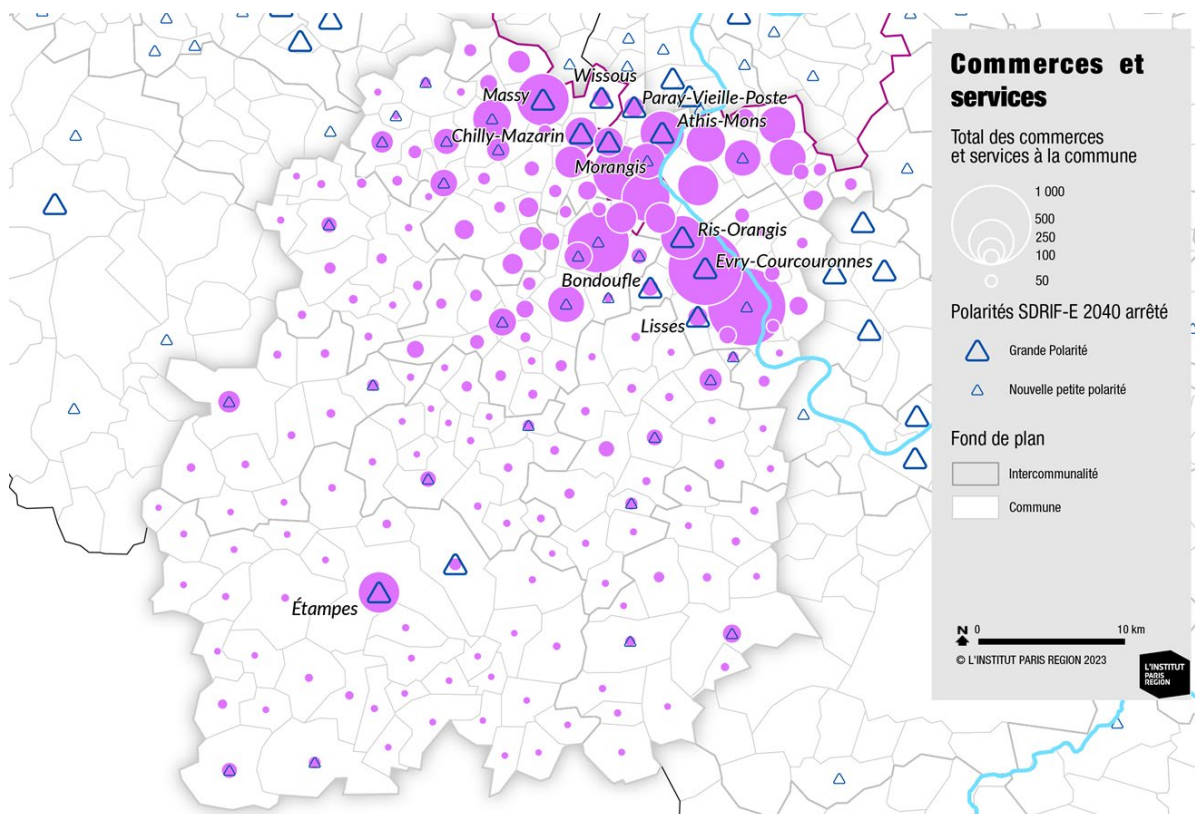 Wissous
Massy
Paray-Vieille-Poste
Athis-Mons
Chilly-Mazarin
Morangis
Ris-Orangis
Evry-Courcouronnes
Bondoufle
Lisses
Étampes
Commerces et
services
Total des commerces
et services à la commune
1 000
500
250
100
50
Polarités SDRIF-E 2040 arrêté
Grande Polarité
Nouvelle petite polarité
Fond de plan
Intercommunalité
Commune
N
0
10 km
© L'INSTITUT PARIS REGION 2023
L'INSTITUT
PARIS
REGION